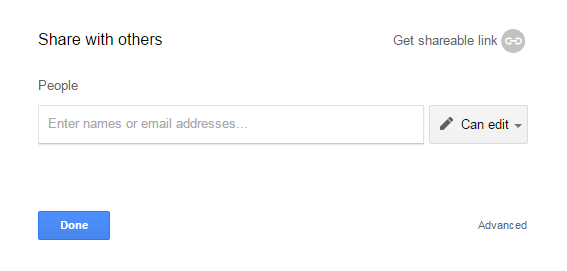 Share with others
Get shareable link
People
Enter names or email addresses...
Can edit
Done
Advanced